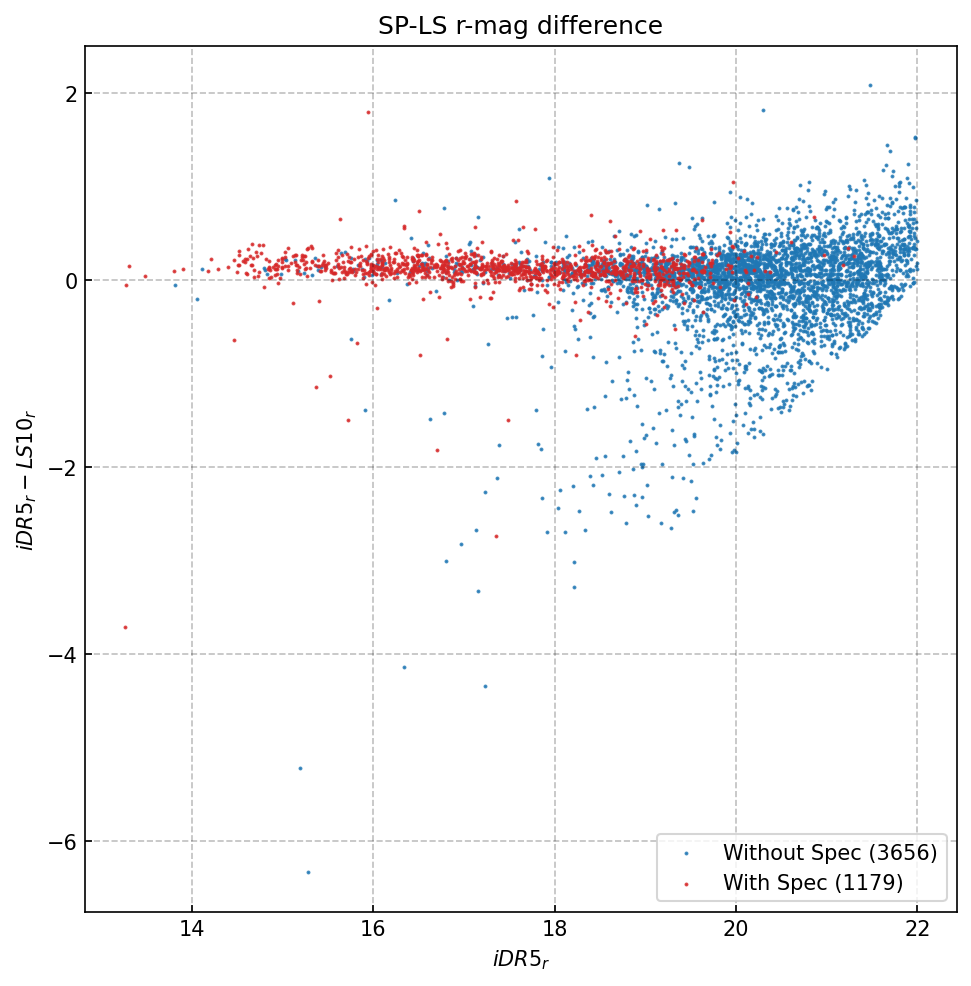 SP-LS r-mag difference
2
0
−2
−4
−6
iDR5r − LS10r
14
16
18
20
22
iDR5r
Without Spec (3656)
With Spec (1179)